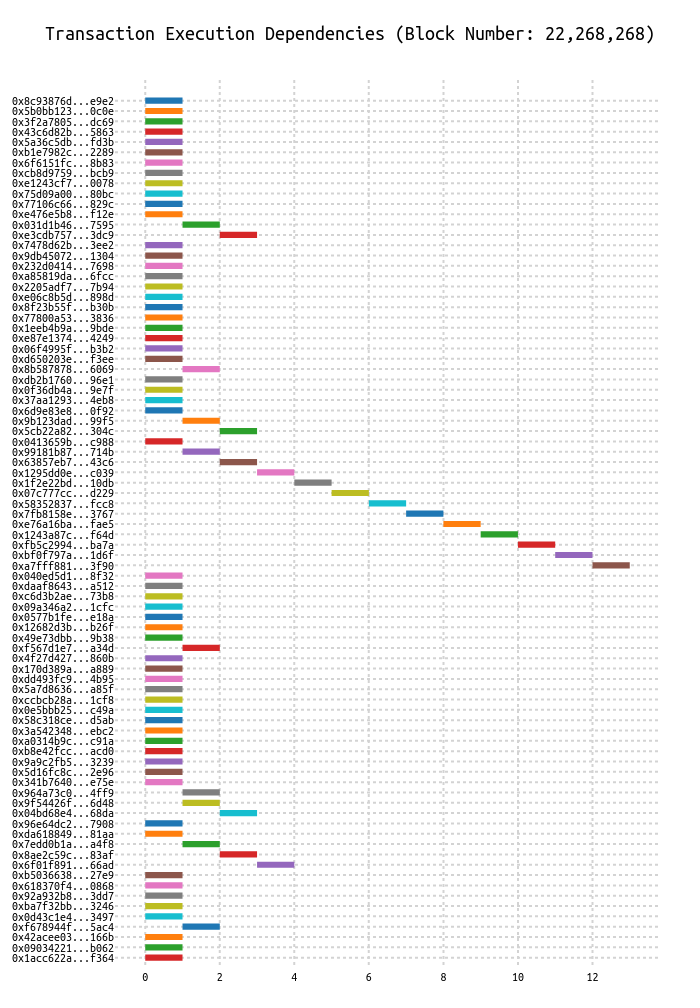 Transaction Execution Dependencies (Block Number: 22,268,268)
0x8c93876d...e9e2
0x5b0bb123...0c0e
0x3f2a7805...dc69
0x43c6d82b...5863
0x5a36c5db...fd3b
0xb1e7982c...2289
0x6f6151fc...8b83
0xcb8d9759...bcb9
0xe1243cf7...0078
0x75d09a00...80bc
0x77106c66...829c
0xe476e5b8...f12e
0x031d1b46...7595
0xe3cdb757...3dc9
0x7478d62b...3ee2
0x9db45072...1304
0x232d0414...7698
0xa85819da...6fcc
0x2205adf7...7b94
0xe06c8b5d...898d
0x8f23b55f...b30b
0x77800a53...3836
0x1eeb4b9a...9bde
0xe87e1374...4249
0x06f4995f...b3b2
0xd650203e...f3ee
0x8b587878...6069
0xdb2b1760...96e1
0x0f36db4a...9e7f
0x37aa1293...4eb8
0x6d9e83e8...0f92
0x9b123dad...99f5
0x5cb22a82...304c
0x0413659b...c988
0x99181b87...714b
0x63857eb7...43c6
0x1295dd0e...c039
0x1f2e22bd...10db
0x07c777cc...d229
0x58352837...fcc8
0x7fb8158e...3767
0xe76a16ba...fae5
0x1243a87c...f64d
0xfb5c2994...ba7a
0xbf0f797a...1d6f
0xa7fff881...3f90
0x040ed5d1...8f32
0xdaaf8643...a512
0xc6d3b2ae...73b8
0x09a346a2...1cfc
0x0577b1fe...e18a
0x12682d3b...b26f
0x49e73dbb...9b38
0xf567d1e7...a34d
0x4f27d427...860b
0x170d389a...a889
0xdd493fc9...4b95
0x5a7d8636...a85f
0xccbcb28a...1cf8
0x0e5bbb25...c49a
0x58c318ce...d5ab
0x3a542348...ebc2
0xa0314b9c...c91a
0xb8e42fcc...acd0
0x9a9c2fb5...3239
0x5d16fc8c...2e96
0x341b7640...e75e
0x964a73c0...4ff9
0x9f54426f...6d48
0x04bd68e4...68da
0x96e64dc2...7908
0xda618849...81aa
0x7edd0b1a...a4f8
0x8ae2c59c...83af
0x6f01f891...66ad
0xb5036638...27e9
0x618370f4...0868
0x92a932b8...3dd7
0xba7f32bb...3246
0x0d43c1e4...3497
0xf678944f...5ac4
0x42acee03...166b
0x09034221...b062
0x1acc622a...f364
0 2 4 6 8 10 12